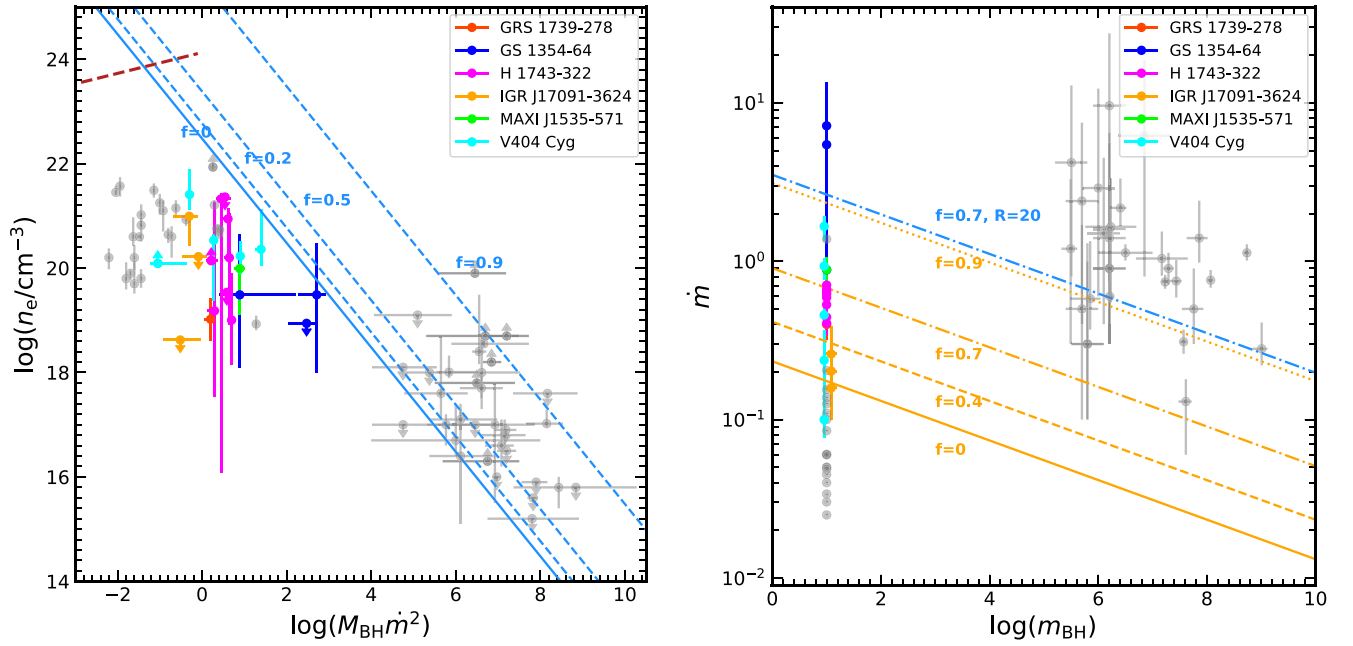 24
22
20
18
16
14
log(nₑ/cm⁻³)
−2
0
2
4
6
8
10
log(M_BH ṁ²)
f=0
f=0.2
f=0.5
f=0.9
GRS 1739-278
GS 1354-64
H 1743-322
IGR J17091-3624
MAXI J1535-571
V404 Cyg
10¹
10⁰
10⁻¹
10⁻²
ṁ
0
2
4
6
8
10
log(m_BH)
GRS 1739-278
GS 1354-64
H 1743-322
IGR J17091-3624
MAXI J1535-571
V404 Cyg
f=0.7, R=20
f=0.9
f=0.7
f=0.4
f=0